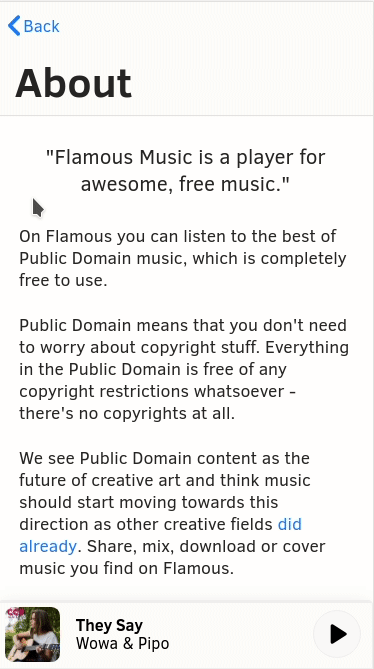 Back
About
"Flamous Music is a player for
awesome, free music."
On Flamous you can listen to the best of
Public Domain music, which is completely
free to use.
Public Domain means that you don't need
to worry about copyright stuff. Everything
in the Public Domain is free of any
copyright restrictions whatsoever -
there's no copyrights at all.
We see Public Domain content as the
future of creative art and think music
should start moving towards this
direction as other creative fields did
already. Share, mix, download or cover
music you find on Flamous.
They Say
Wowa & Pipo